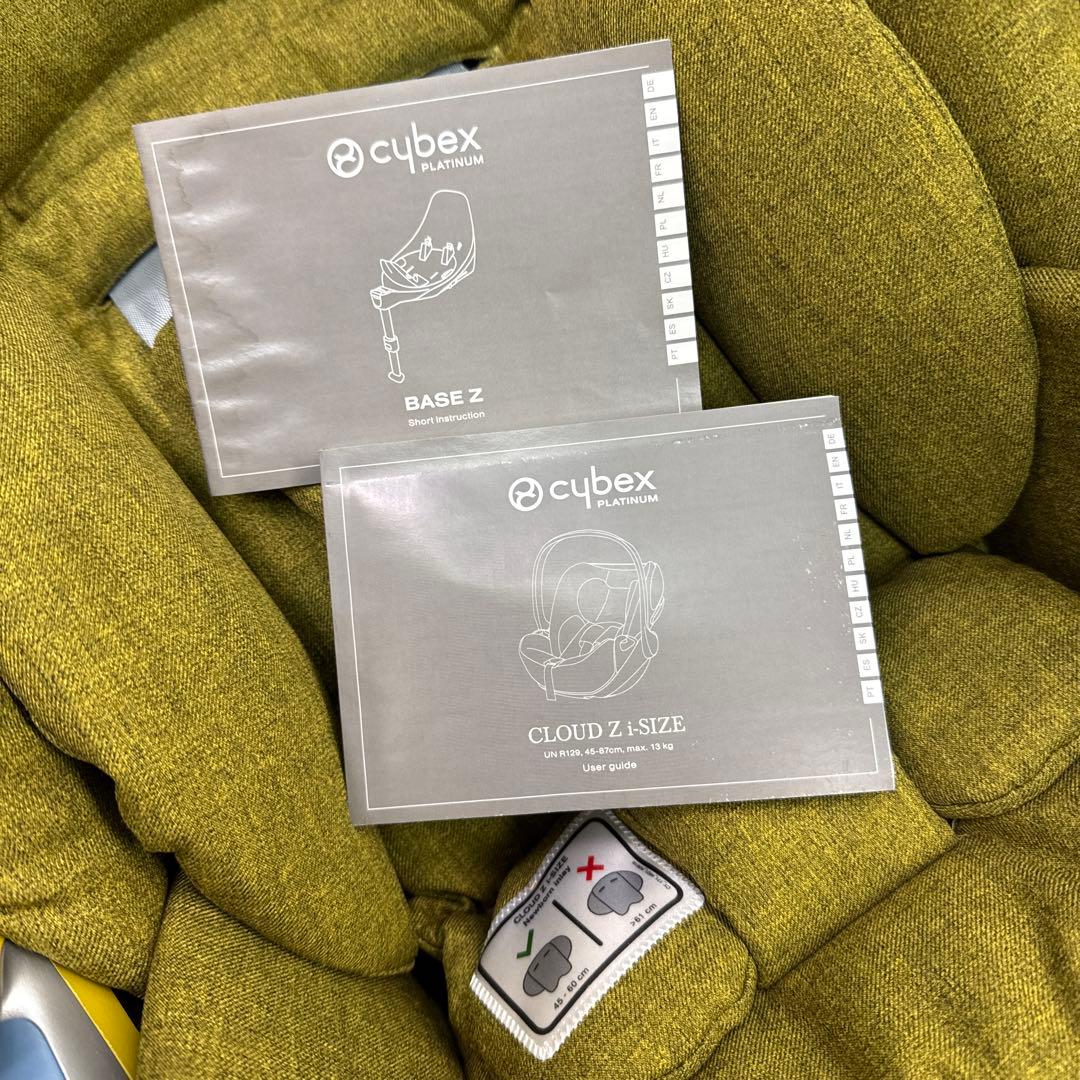 cybex
PLATINUM
BASE Z
Short Instruction
DE
EN
IT
FR
NL
PL
HU
CZ
SK
ES
PT
cybex
PLATINUM
CLOUD Z i-SIZE
UN R129, 45-87cm, max. 13 kg
User guide
DE
EN
IT
FR
NL
PL
HU
CZ
SK
ES
PT
CLOUD Z i-SIZE
Newborn inlay
45 - 60 cm
>61 cm